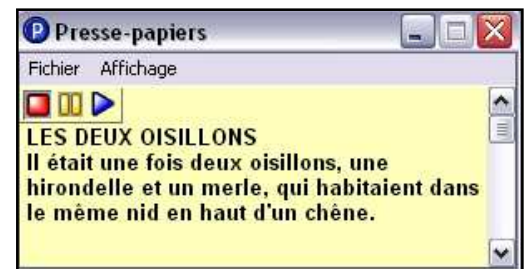 Presse-papiers
Fichier Affichage
LES DEUX OISILLONS
Il était une fois deux oisillons, une
hirondelle et un merle, qui habitaient dans
le même nid en haut d'un chêne.